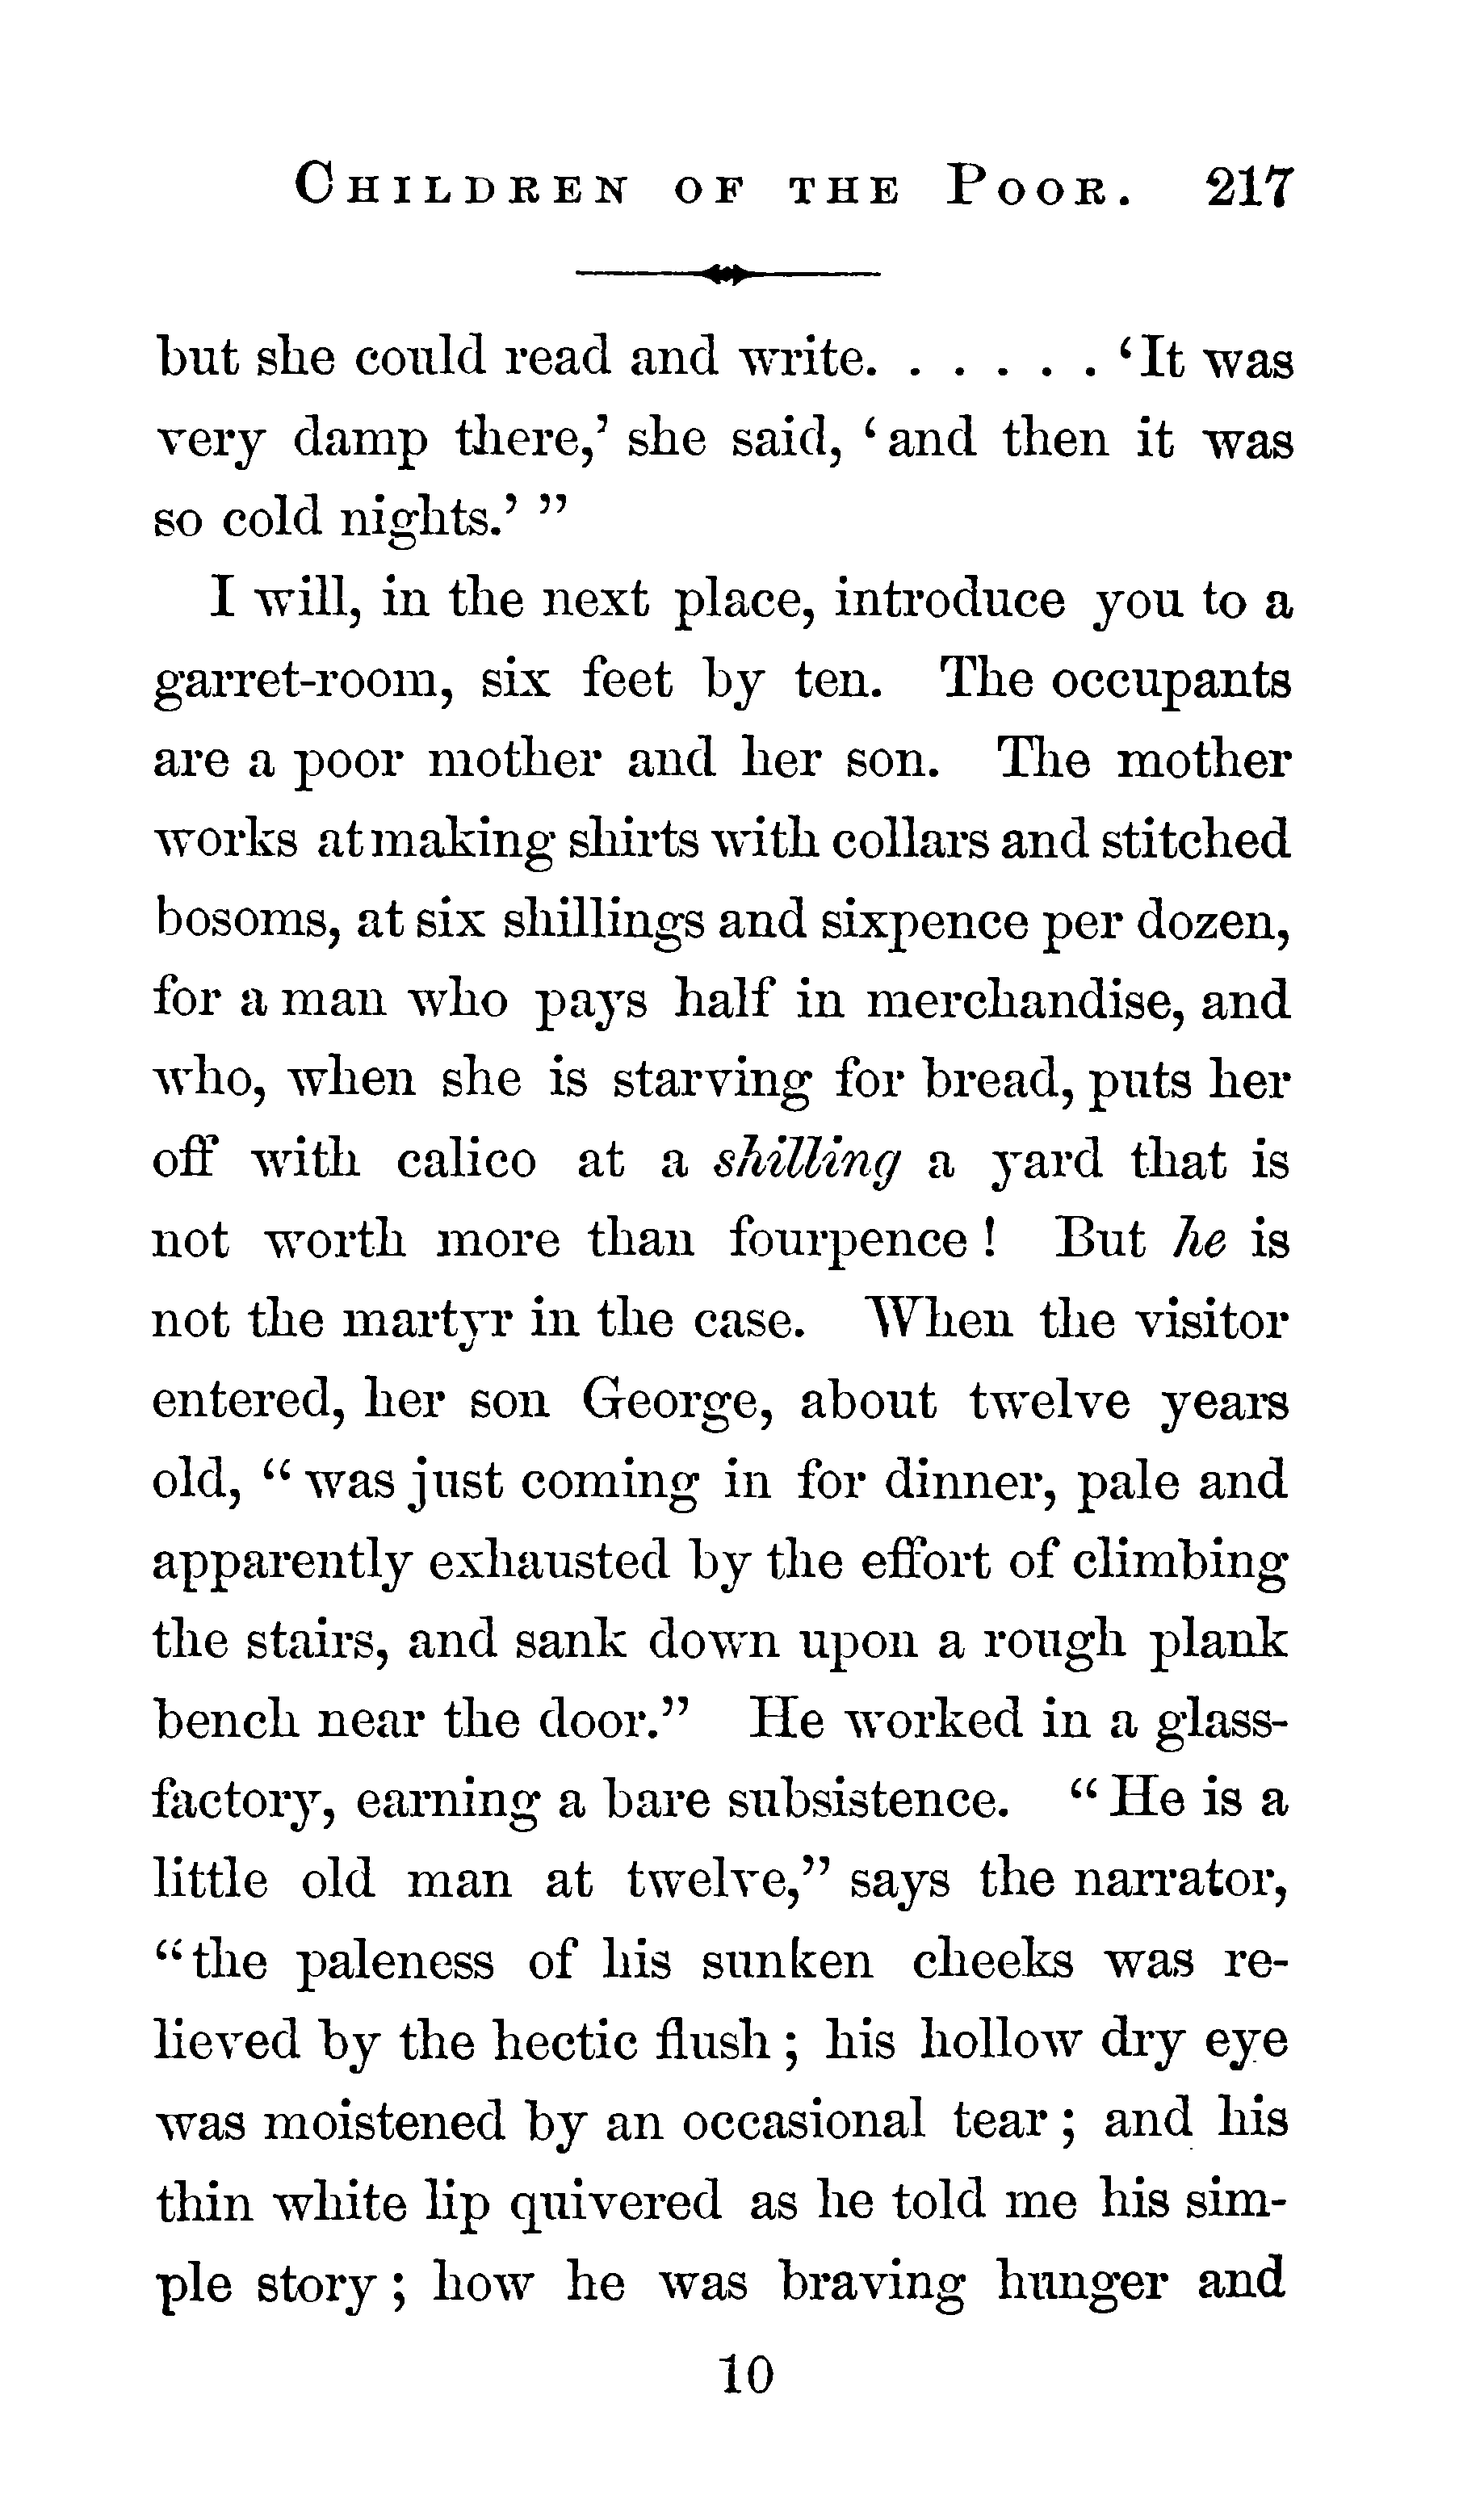 CHILDREN OF THE POOR. 217
but she could read and write. . . . . . 'It was
very damp there,' she said, 'and then it was
so cold nights.' "
I will, in the next place, introduce you to a
garret-room, six feet by ten. The occupants
are a poor mother and her son. The mother
works at making shirts with collars and stitched
bosoms, at six shillings and sixpence per dozen,
for a man who pays half in merchandise, and
who, when she is starving for bread, puts her
off with calico at a shilling a yard that is
not worth more than fourpence ! But he is
not the martyr in the case. When the visitor
entered, her son George, about twelve years
old, " was just coming in for dinner, pale and
apparently exhausted by the effort of climbing
the stairs, and sank down upon a rough plank
bench near the door." He worked in a glass-
factory, earning a bare subsistence. " He is a
little old man at twelve," says the narrator,
"the paleness of his sunken cheeks was re-
lieved by the hectic flush ; his hollow dry eye
was moistened by an occasional tear ; and his
thin white lip quivered as he told me his sim-
ple story ; how he was braving hunger and
10